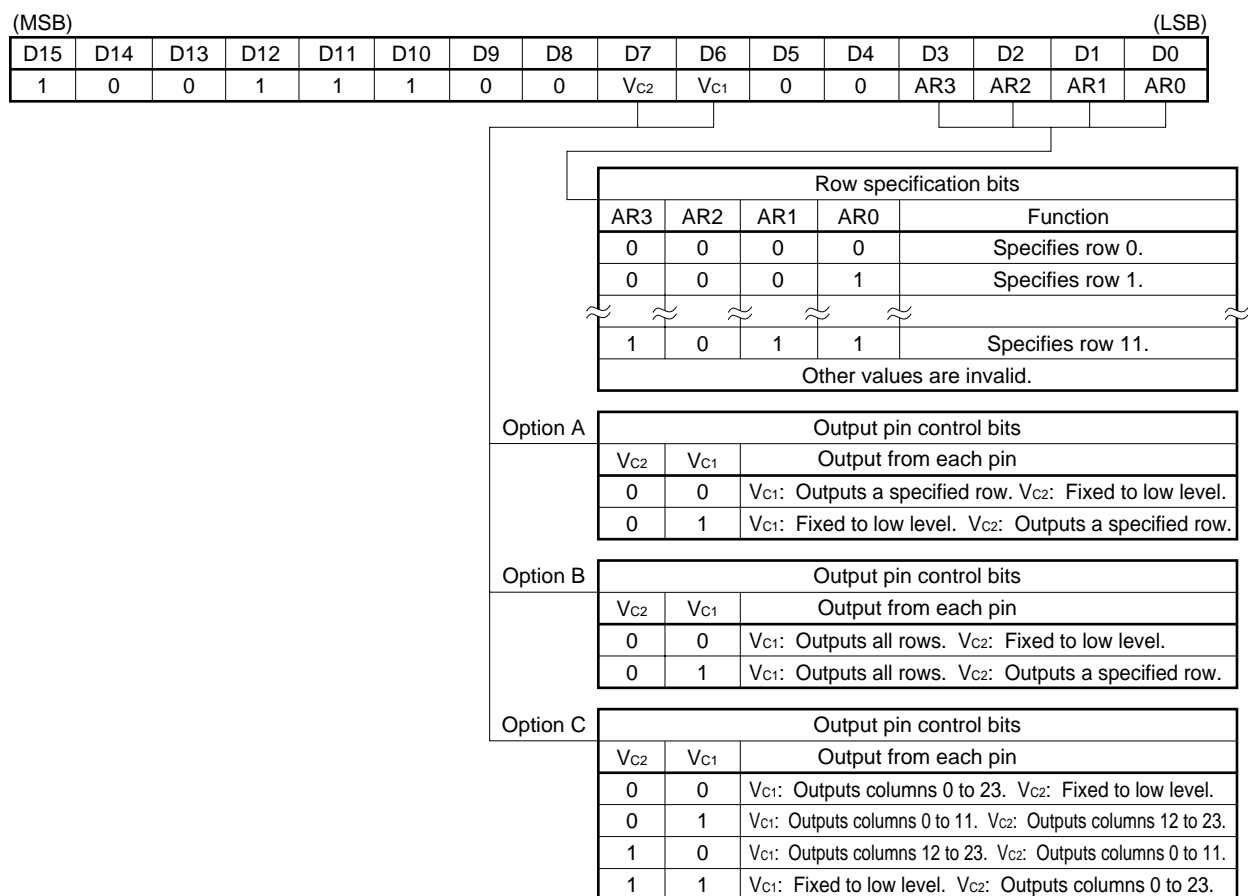 (MSB) (LSB)
D15 D14 D13 D12 D11 D10 D9 D8 D7 D6 D5 D4 D3 D2 D1 D0
1 0 0 1 1 1 0 0 VC2 VC1 0 0 AR3 AR2 AR1 AR0
Row specification bits
AR3 AR2 AR1 AR0 Function
0 0 0 0 Specifies row 0.
0 0 0 1 Specifies row 1.
1 0 1 1 Specifies row 11.
Other values are invalid.
Option A Output pin control bits
VC2 VC1 Output from each pin
0 0 VC1: Outputs a specified row. VC2: Fixed to low level.
0 1 VC1: Fixed to low level. VC2: Outputs a specified row.
Option B Output pin control bits
VC2 VC1 Output from each pin
0 0 VC1: Outputs all rows. VC2: Fixed to low level.
0 1 VC1: Outputs all rows. VC2: Outputs a specified row.
Option C Output pin control bits
VC2 VC1 Output from each pin
0 0 VC1: Outputs columns 0 to 23. VC2: Fixed to low level.
0 1 VC1: Outputs columns 0 to 11. VC2: Outputs columns 12 to 23.
1 0 VC1: Outputs columns 12 to 23. VC2: Outputs columns 0 to 11.
1 1 VC1: Fixed to low level. VC2: Outputs columns 0 to 23.